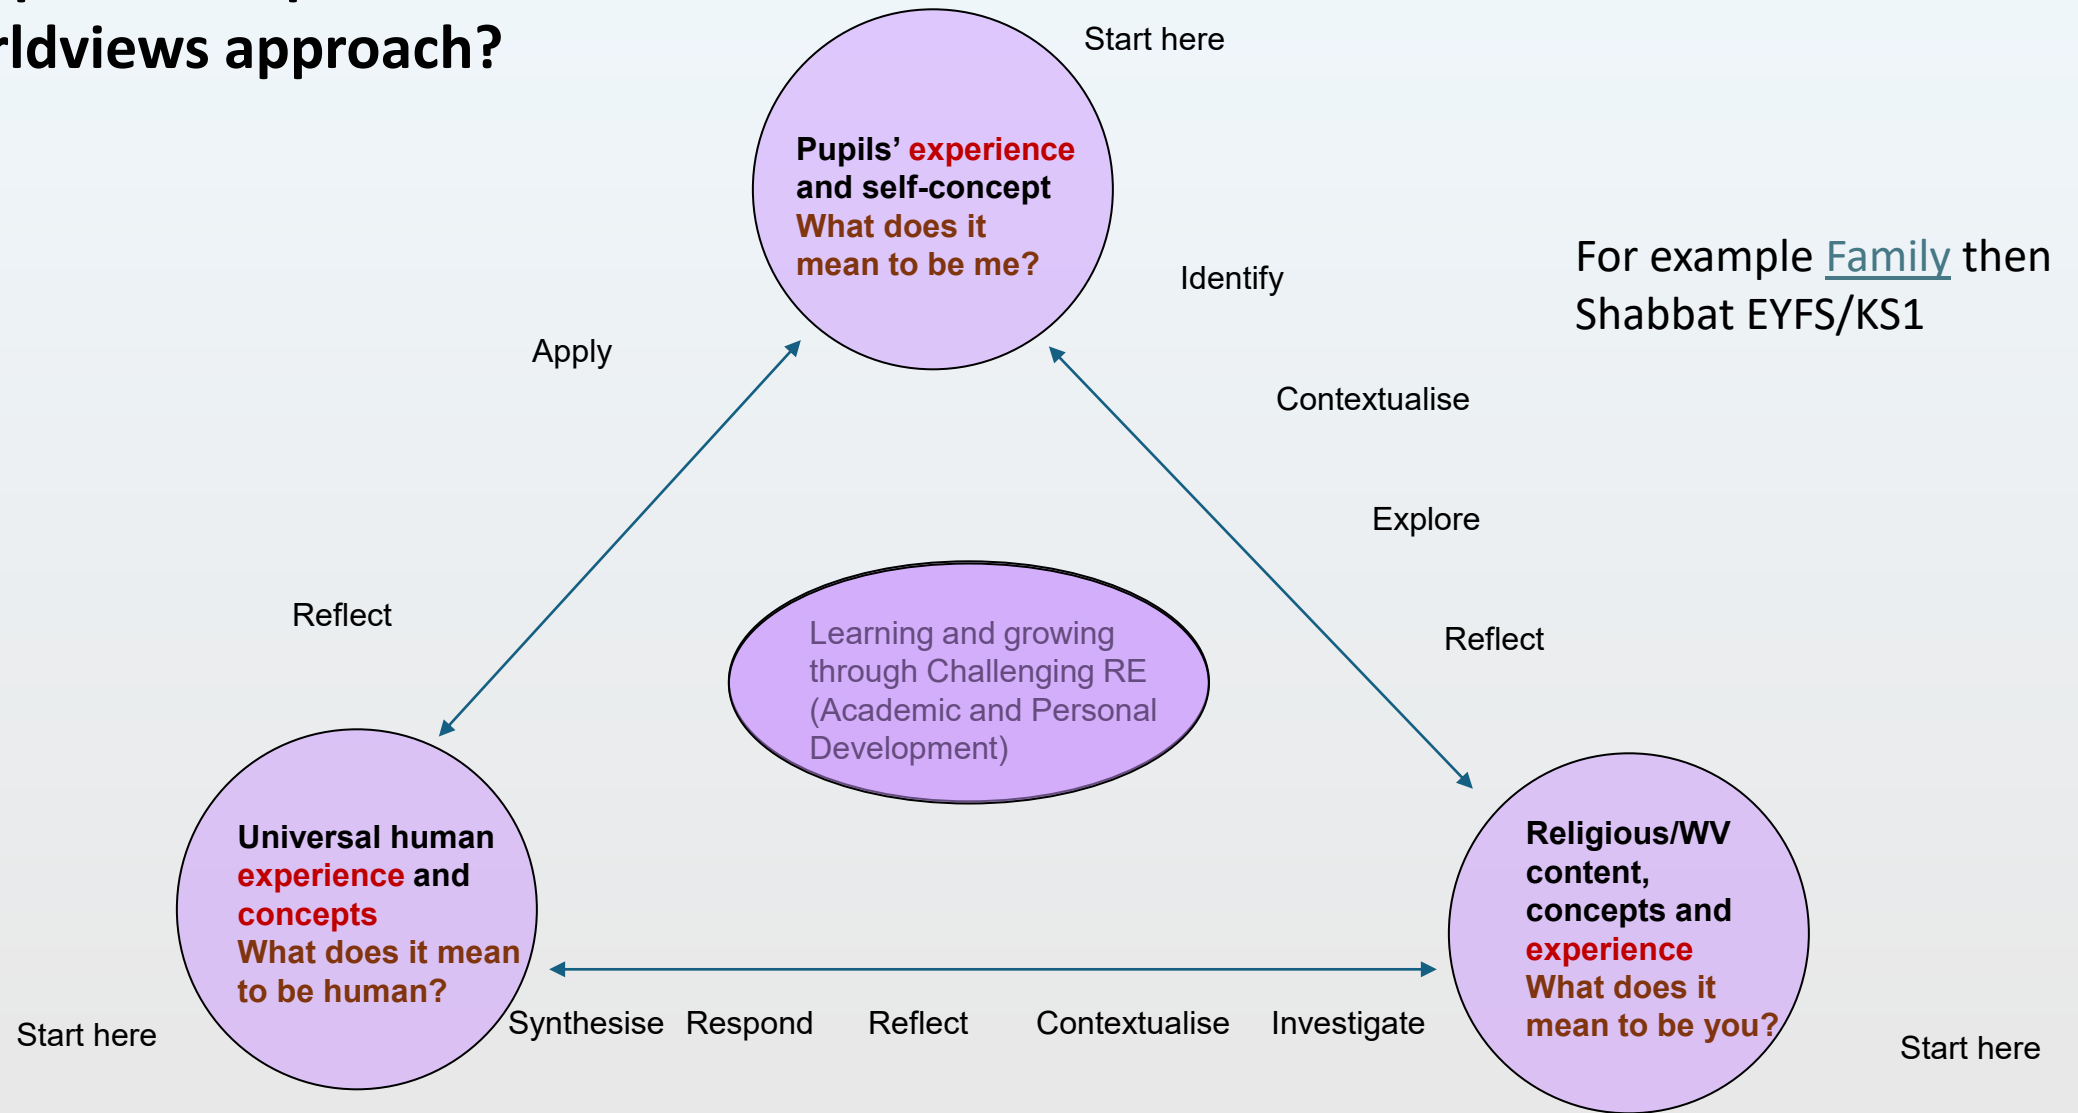 rldviews approach?
Start here
Pupils’ experience
and self-concept
What does it
mean to be me?
For example Family then
Shabbat EYFS/KS1
Identify
Apply
Contextualise
Explore
Reflect
Reflect
Learning and growing
through Challenging RE
(Academic and Personal
Development)
Universal human
experience and
concepts
What does it mean
to be human?
Religious/WV
content,
concepts and
experience
What does it
mean to be you?
Synthesise Respond Reflect Contextualise Investigate
Start here
Start here